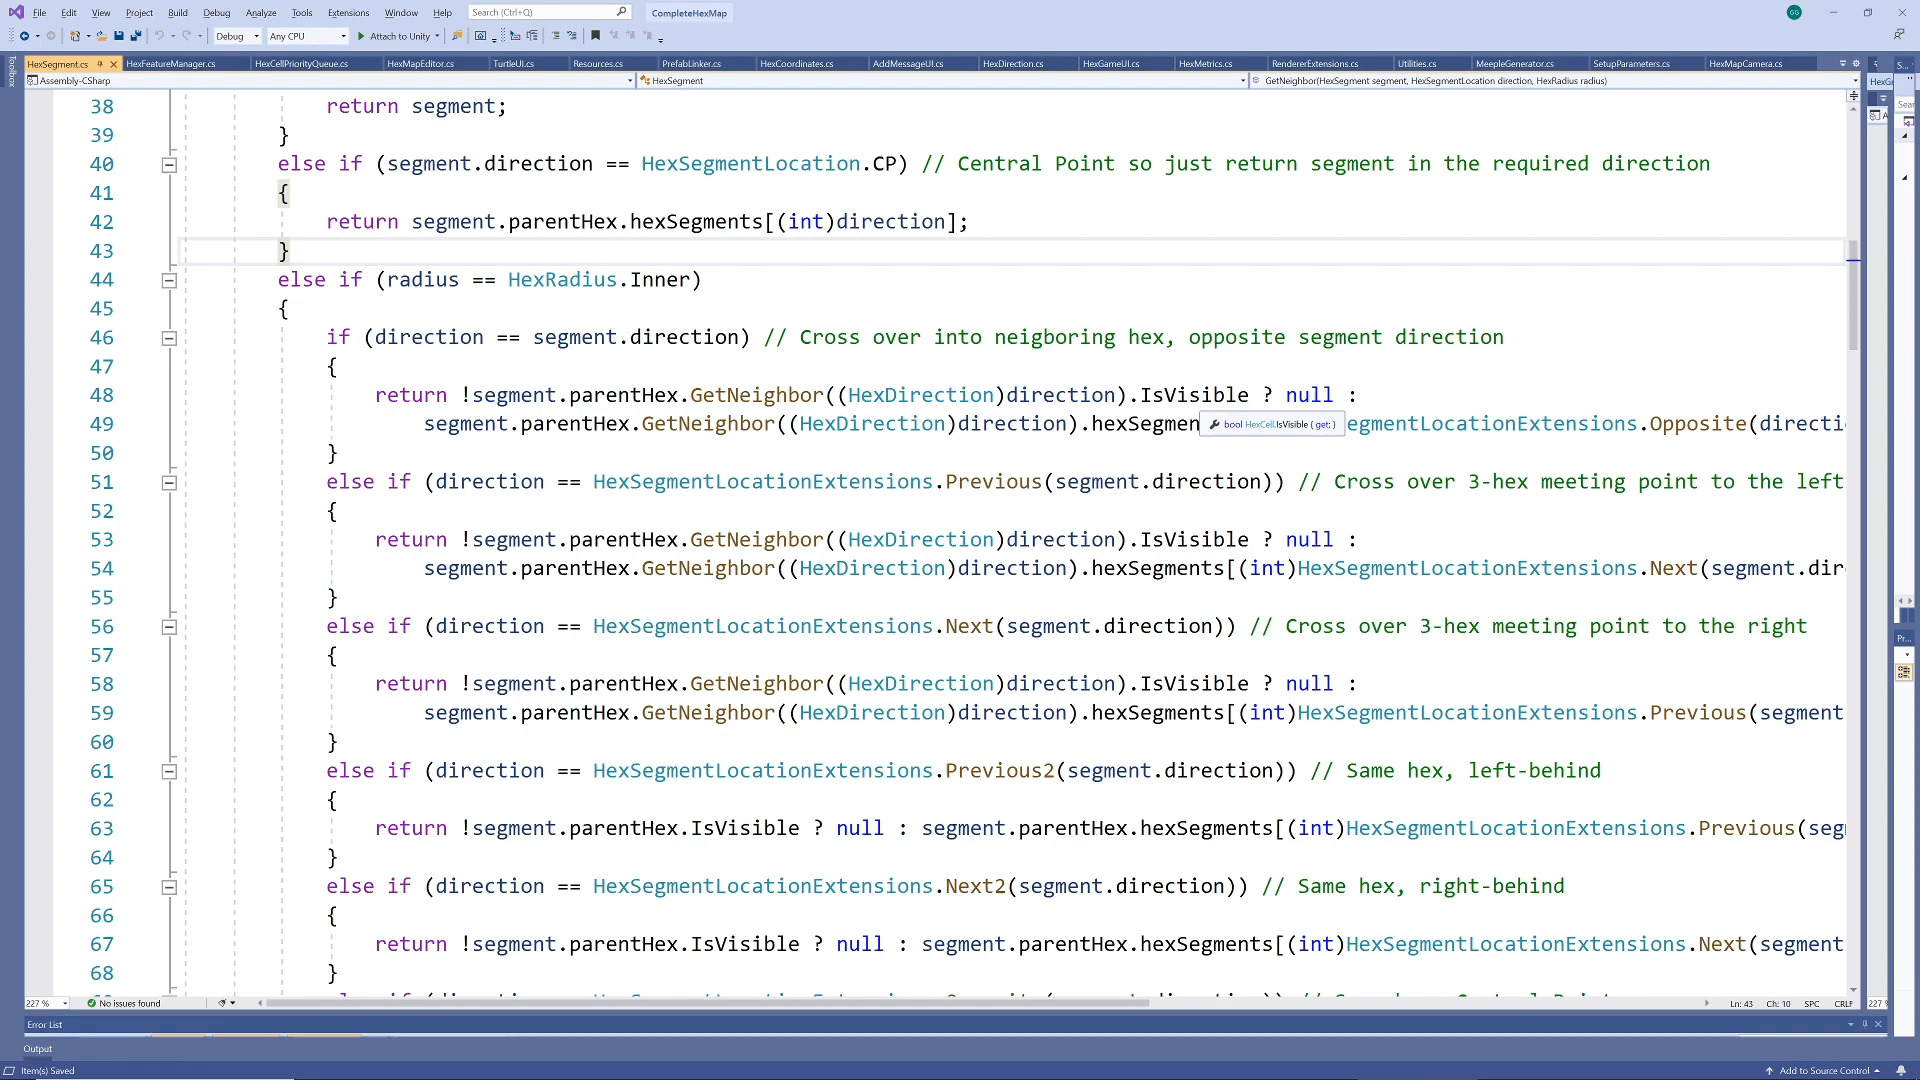 File Edit View Project Build Debug Analyze Tools Extensions Window Help Search (Ctrl+Q) CompleteHexMap GG
Debug Any CPU Attach to Unity
Toolbox
HexSegment.cs HexFeatureManager.cs HexCellPriorityQueue.cs HexMapEditor.cs TurtleUI.cs Resources.cs PrefabLinker.cs HexCoordinates.cs AddMessageUI.cs HexDirection.cs HexGameUI.cs HexMetrics.cs RendererExtensions.cs Utilities.cs MeepleGenerator.cs SetupParameters.cs HexMapCamera.cs
Assembly-CSharp HexSegment GetNeighbor(HexSegment segment, HexSegmentLocation direction, HexRadius radius)
38 return segment;
39 }
40 else if (segment.direction == HexSegmentLocation.CP) // Central Point so just return segment in the required direction
41 {
42 return segment.parentHex.hexSegments[(int)direction];
43 }
44 else if (radius == HexRadius.Inner)
45 {
46 if (direction == segment.direction) // Cross over into neigboring hex, opposite segment direction
47 {
48 return !segment.parentHex.GetNeighbor((HexDirection)direction).IsVisible ? null :
49 segment.parentHex.GetNeighbor((HexDirection)direction).hexSegmen egmentLocationExtensions.Opposite(directi
bool HexCell.IsVisible { get; }
50 }
51 else if (direction == HexSegmentLocationExtensions.Previous(segment.direction)) // Cross over 3-hex meeting point to the left
52 {
53 return !segment.parentHex.GetNeighbor((HexDirection)direction).IsVisible ? null :
54 segment.parentHex.GetNeighbor((HexDirection)direction).hexSegments[(int)HexSegmentLocationExtensions.Next(segment.dir
55 }
56 else if (direction == HexSegmentLocationExtensions.Next(segment.direction)) // Cross over 3-hex meeting point to the right
57 {
58 return !segment.parentHex.GetNeighbor((HexDirection)direction).IsVisible ? null :
59 segment.parentHex.GetNeighbor((HexDirection)direction).hexSegments[(int)HexSegmentLocationExtensions.Previous(segment
60 }
61 else if (direction == HexSegmentLocationExtensions.Previous2(segment.direction)) // Same hex, left-behind
62 {
63 return !segment.parentHex.IsVisible ? null : segment.parentHex.hexSegments[(int)HexSegmentLocationExtensions.Previous(seg
64 }
65 else if (direction == HexSegmentLocationExtensions.Next2(segment.direction)) // Same hex, right-behind
66 {
67 return !segment.parentHex.IsVisible ? null : segment.parentHex.hexSegments[(int)HexSegmentLocationExtensions.Next(segment
68 }
227 % No issues found Ln: 43 Ch: 10 SPC CRLF 227 %
Error List
Output
Item(s) Saved Add to Source Control